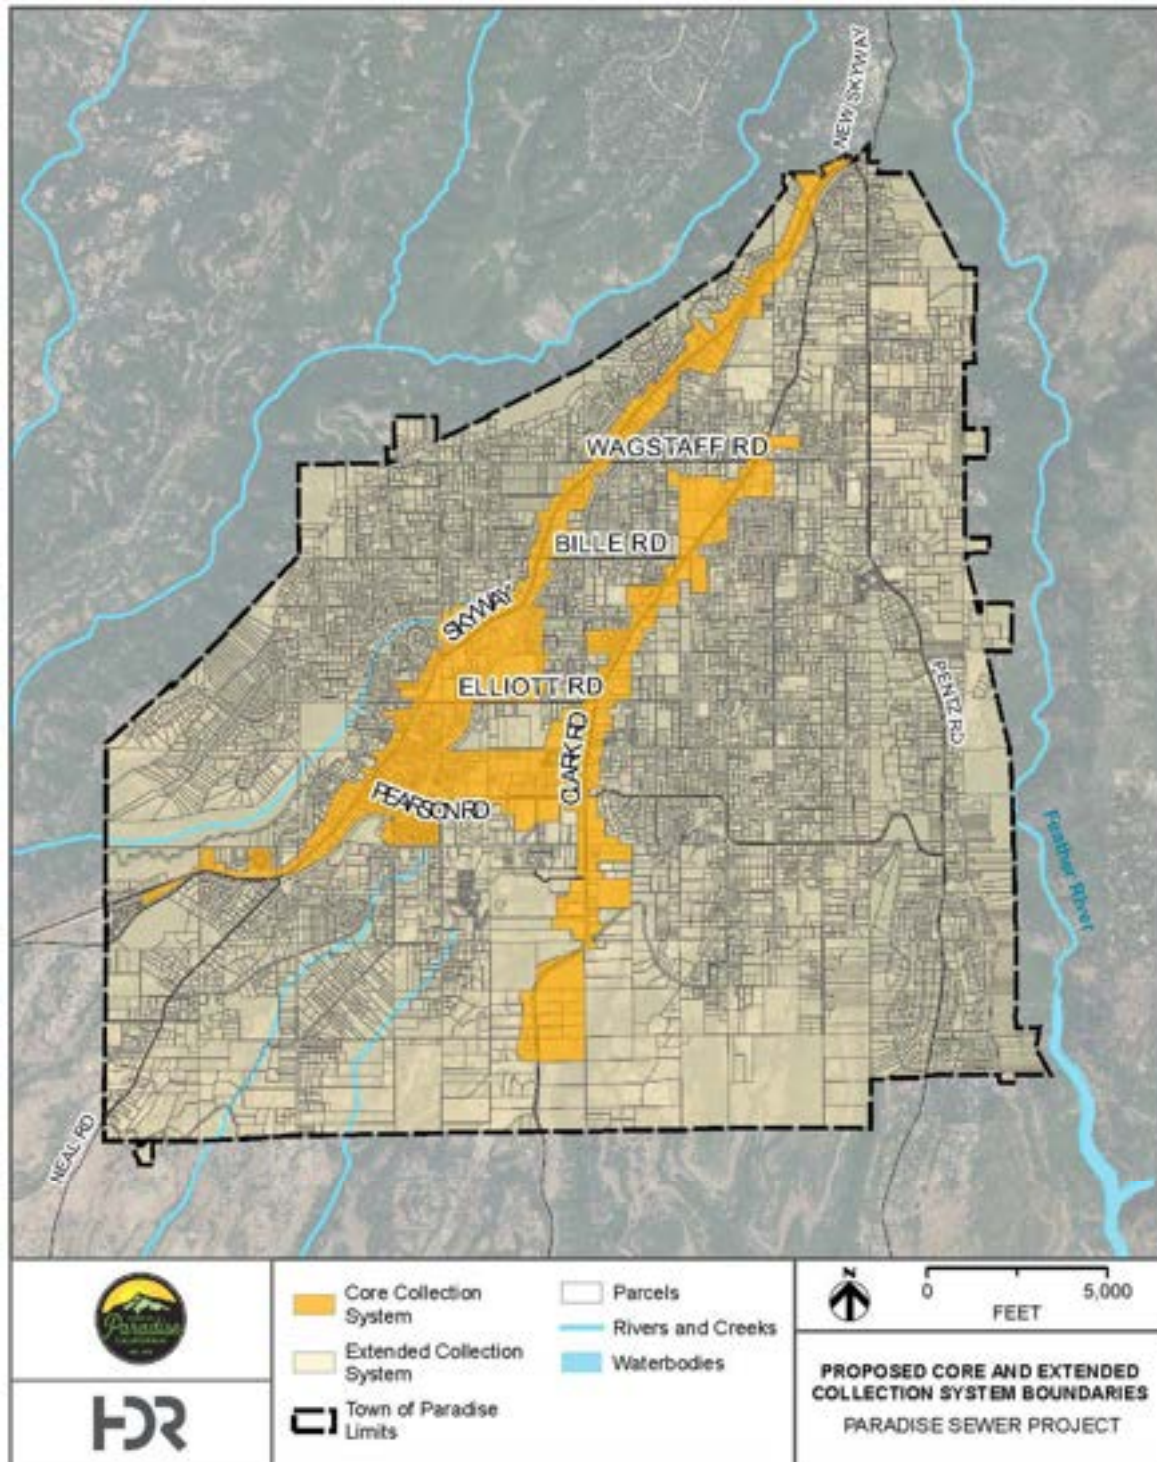 NEW SKYWAY
WAGSTAFF RD
BILLE RD
SKYWAY
ELLIOTT RD
PENTZ RD
CLARK RD
PEARSON RD
Feather River
NEAL RD
Paradise
HDR
Core Collection
System
Extended Collection
System
Town of Paradise
Limits
Parcels
Rivers and Creeks
Waterbodies
N
0 5,000
FEET
PROPOSED CORE AND EXTENDED
COLLECTION SYSTEM BOUNDARIES
PARADISE SEWER PROJECT